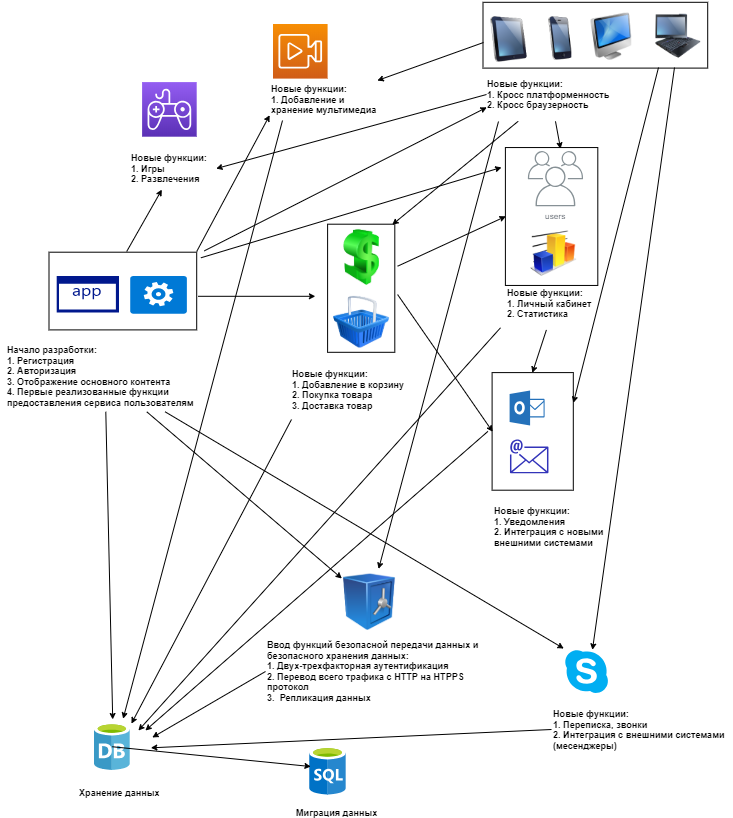 Новые функции:
1. Добавление и
хранение мультимедиа
Новые функции:
1. Кросс платформенность
2. Кросс браузерность
Новые функции:
1. Игры
2. Развлечения
users
app
Новые функции:
1. Личный кабинет
2. Статистика
Начало разработки:
1. Регистрация
2. Авторизация
3. Отображение основного контента
4. Первые реализованные функции
предоставления сервиса пользователям
Новые функции:
1. Добавление в корзину
2. Покупка товара
3. Доставка товар
O
@
Новые функции:
1. Уведомления
2. Интеграция с новыми
внешними системами
Ввод функций безопасной передачи данных и
безопасного хранения данных:
1. Двух-трехфакторная аутентификация
2. Перевод всего трафика с HTTP на HTPPS
протокол
3. Репликация данных
S
Новые функции:
1. Переписка, звонки
2. Интеграция с внешними системами
(месенджеры)
DB
SQL
Хранение данных
Миграция данных